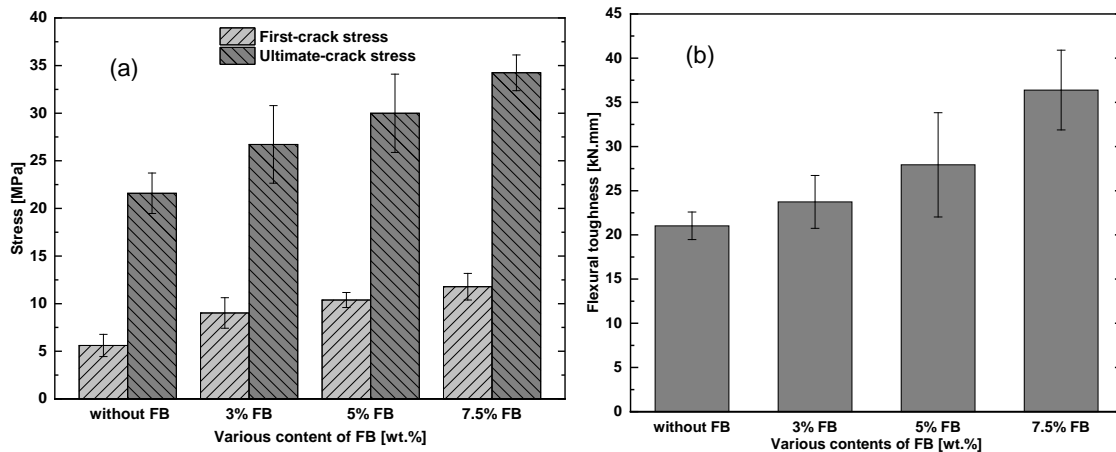 (a)
First-crack stress
Ultimate-crack stress
Stress [MPa]
40
35
30
25
20
15
10
5
0
without FB 3% FB 5% FB 7.5% FB
Various content of FB [wt.%]
(b)
Flexural toughness [kN.mm]
45
40
35
30
25
20
15
10
5
0
without FB 3% FB 5% FB 7.5% FB
Various contents of FB [wt.%]